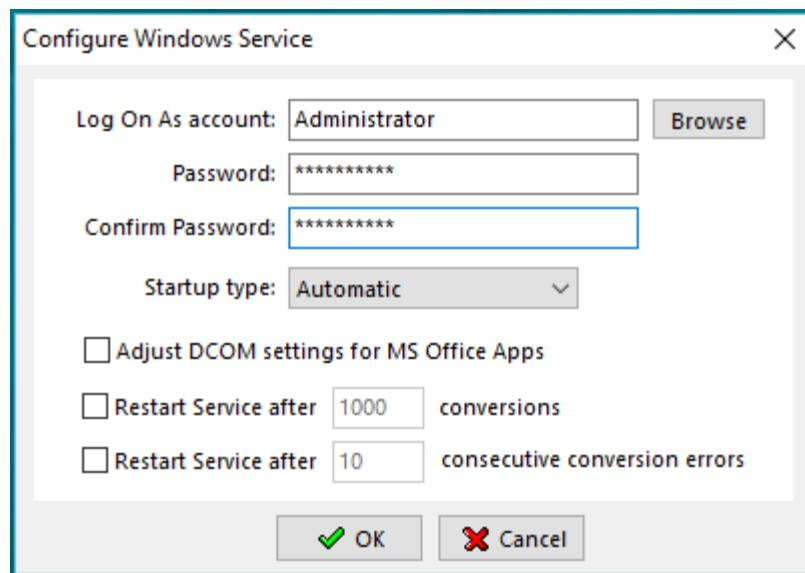 Configure Windows Service
Log On As account: Administrator Browse
Password: **********
Confirm Password: **********
Startup type: Automatic
Adjust DCOM settings for MS Office Apps
Restart Service after 1000 conversions
Restart Service after 10 consecutive conversion errors
OK Cancel